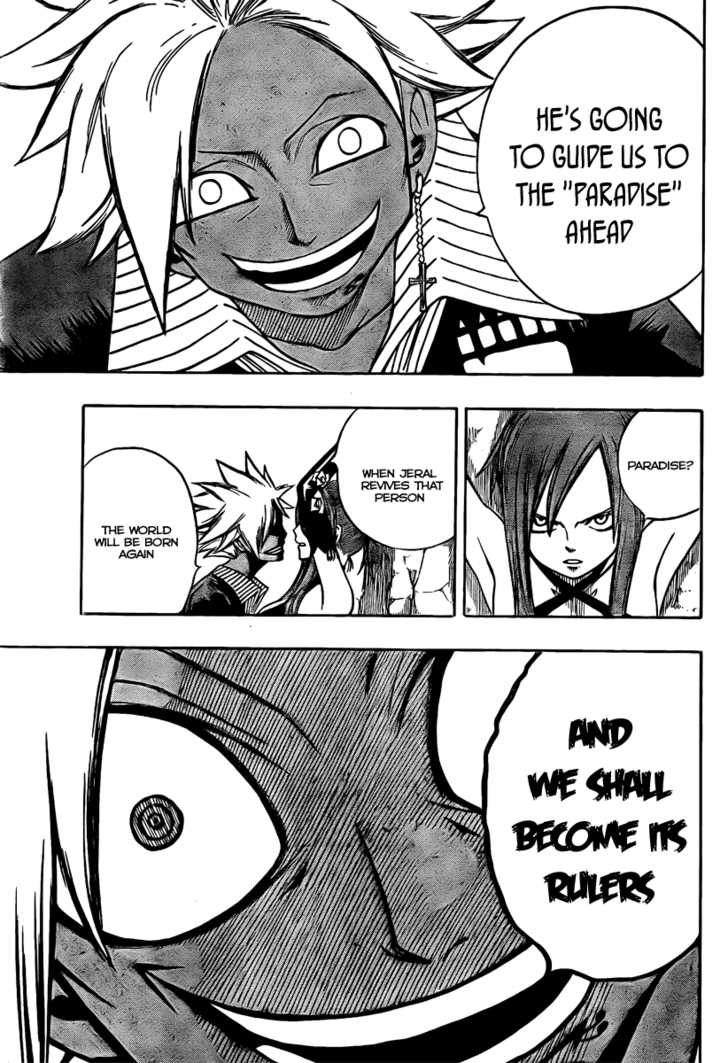 HE'S GOING
TO GUIDE US TO
THE "PARADISE"
AHEAD
PARADISE?
WHEN JERAL
REVIVES THAT
PERSON
THE WORLD
WILL BE BORN
AGAIN
AND
WE SHALL
BECOME ITS
RULERS